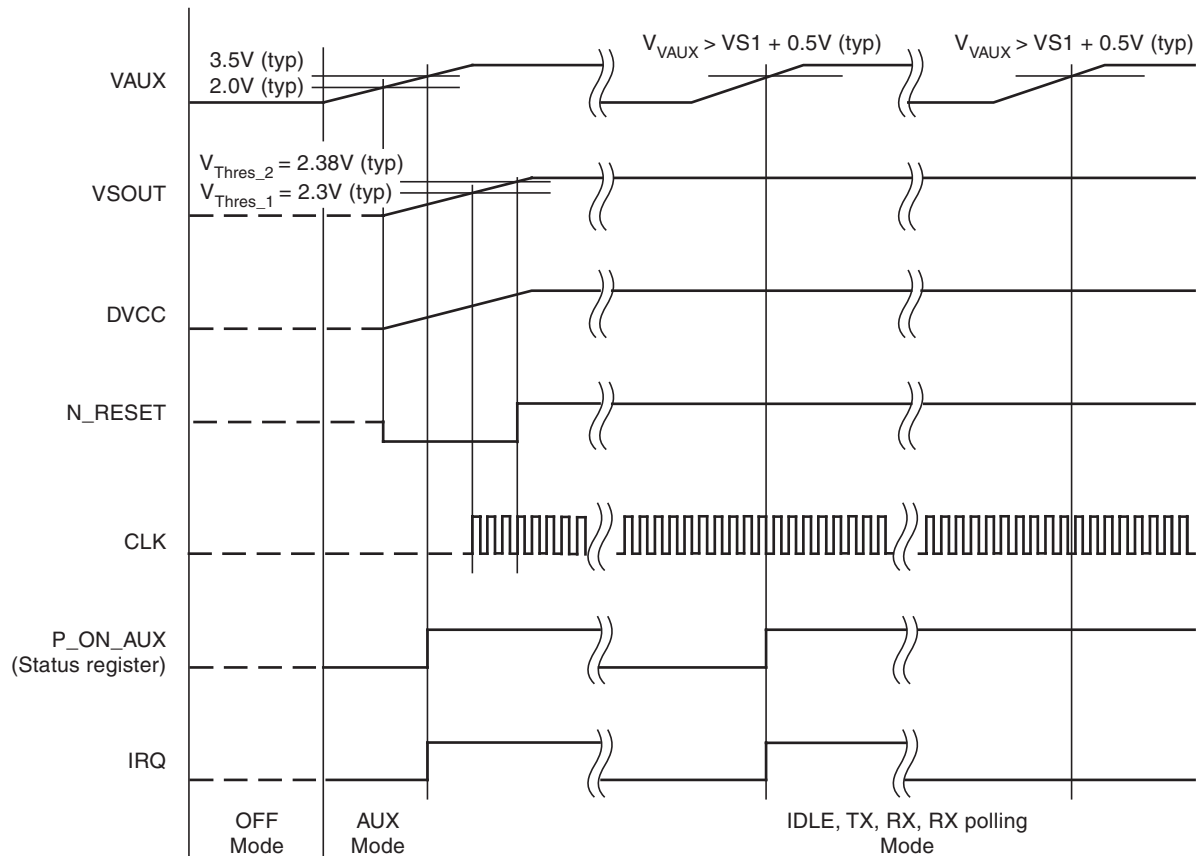 VAUX
3.5V (typ)
2.0V (typ)
V_VAUX > VS1 + 0.5V (typ)
V_VAUX > VS1 + 0.5V (typ)
VSOUT
V_Thres_2 = 2.38V (typ)
V_Thres_1 = 2.3V (typ)
DVCC
N_RESET
CLK
P_ON_AUX
(Status register)
IRQ
OFF
Mode
AUX
Mode
IDLE, TX, RX, RX polling
Mode